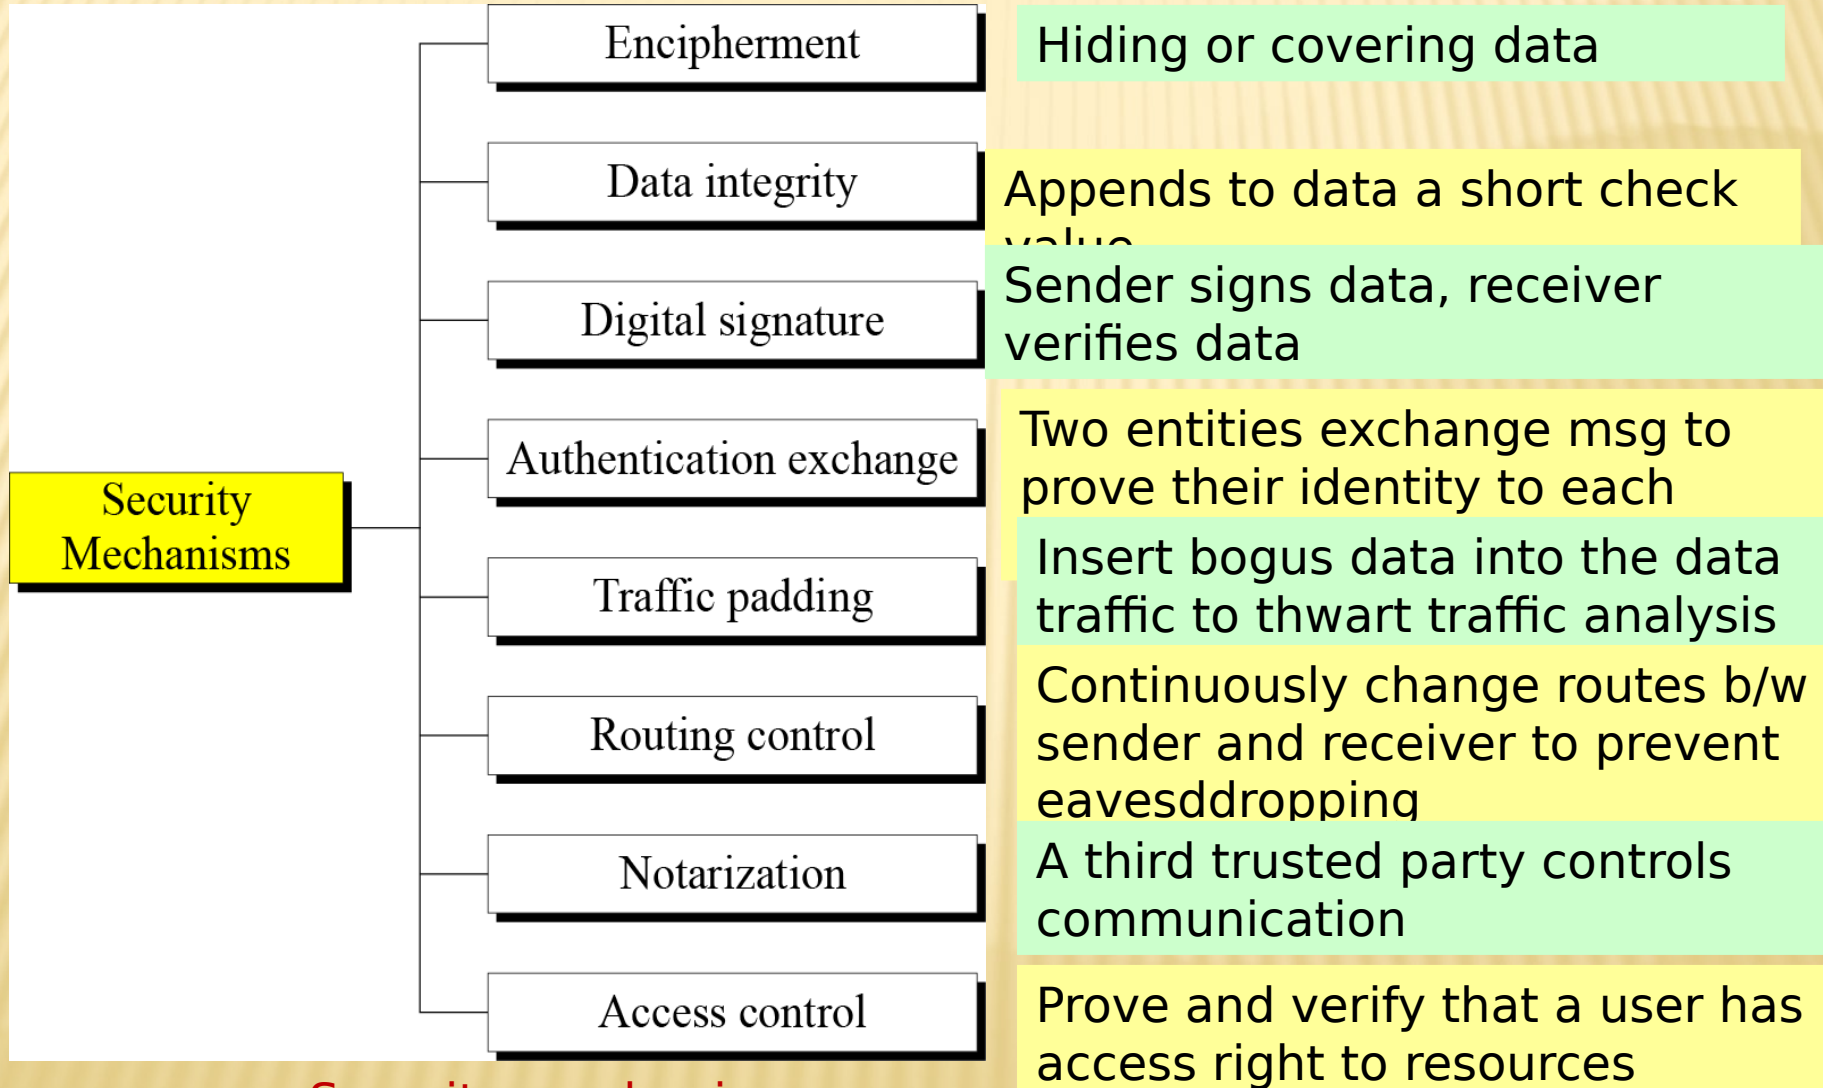 Encipherment
Hiding or covering data
Data integrity
Appends to data a short check
value
Digital signature
Sender signs data, receiver
verifies data
Authentication exchange
Two entities exchange msg to
prove their identity to each
Security
Mechanisms
Traffic padding
Insert bogus data into the data
traffic to thwart traffic analysis
Routing control
Continuously change routes b/w
sender and receiver to prevent
eavesddropping
Notarization
A third trusted party controls
communication
Access control
Prove and verify that a user has
access right to resources